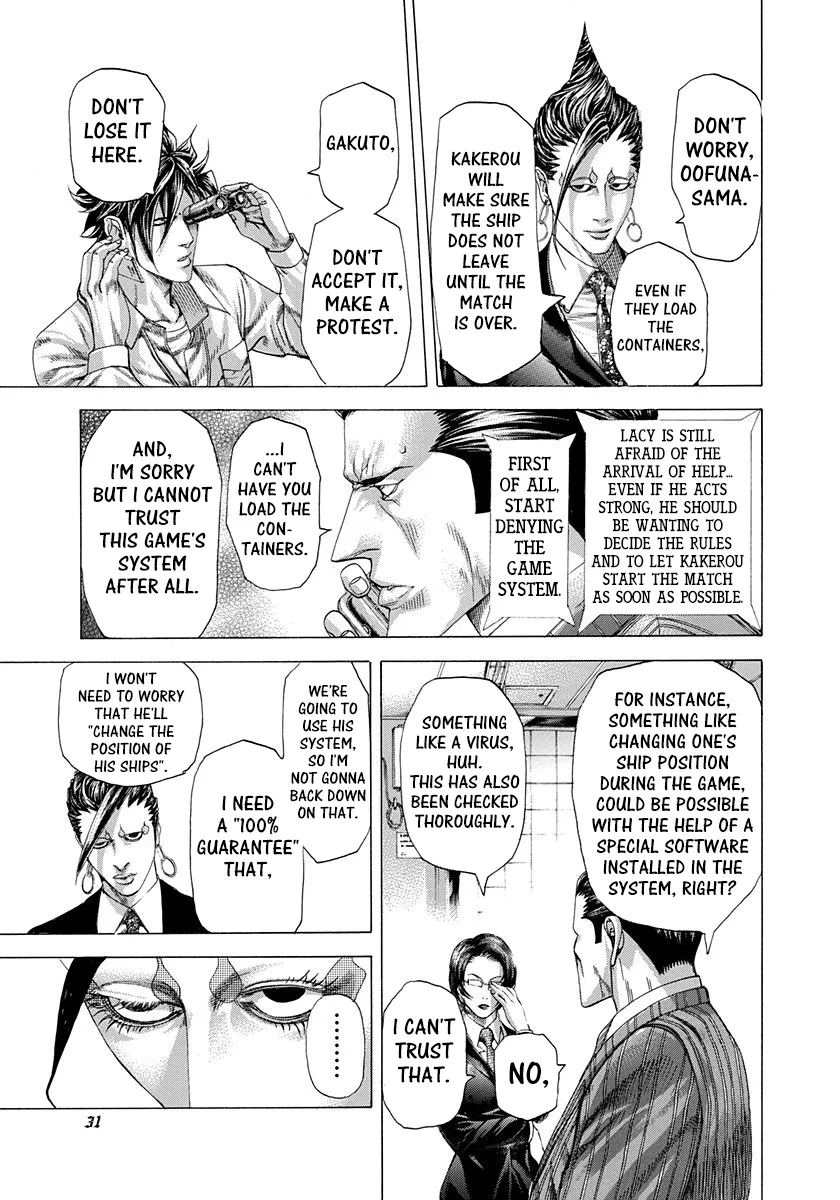 DON'T
WORRY,
OOFUNA-
SAMA.
EVEN IF
THEY LOAD
THE
CONTAINERS,
KAKEROU
WILL
MAKE SURE
THE SHIP
DOES NOT
LEAVE
UNTIL THE
MATCH
IS OVER.
GAKUTO,
DON'T
ACCEPT IT,
MAKE A
PROTEST.
DON'T
LOSE IT
HERE.
LACY IS STILL
AFRAID OF THE
ARRIVAL OF HELP...
EVEN IF HE ACTS
STRONG, HE SHOULD
BE WANTING TO
DECIDE THE RULES
AND TO LET KAKEROU
START THE MATCH
AS SOON AS POSSIBLE.
FIRST
OF ALL,
START
DENYING
THE
GAME
SYSTEM.
...I
CAN'T
HAVE YOU
LOAD THE
CON-
TAINERS.
AND,
I'M SORRY
BUT I CANNOT
TRUST
THIS GAME'S
SYSTEM
AFTER ALL.
FOR INSTANCE,
SOMETHING LIKE
CHANGING ONE'S
SHIP POSITION
DURING THE GAME,
COULD BE POSSIBLE
WITH THE HELP OF A
SPECIAL SOFTWARE
INSTALLED IN THE
SYSTEM, RIGHT?
SOMETHING
LIKE A VIRUS,
HUH.
THIS HAS ALSO
BEEN CHECKED
THOROUGHLY.
NO,
I CAN'T
TRUST
THAT.
WE'RE
GOING TO
USE HIS
SYSTEM,
SO I'M
NOT GONNA
BACK DOWN
ON THAT.
I NEED
A "100%
GUARANTEE"
THAT,
I WON'T
NEED TO WORRY
THAT HE'LL
"CHANGE THE
POSITION OF
HIS SHIPS".
......
31